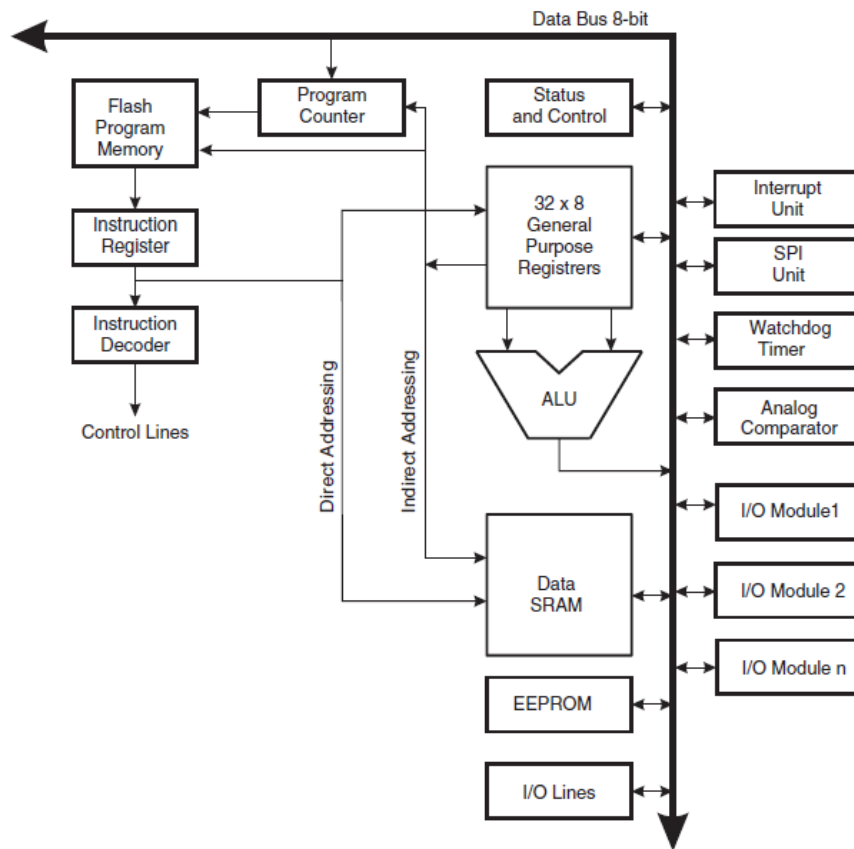 Data Bus 8-bit
Flash
Program
Memory
Program
Counter
Status
and Control
Instruction
Register
32 x 8
General
Purpose
Registrers
Interrupt
Unit
SPI
Unit
Instruction
Decoder
Watchdog
Timer
ALU
Analog
Comparator
Control Lines
Direct Addressing
Indirect Addressing
I/O Module1
Data
SRAM
I/O Module 2
I/O Module n
EEPROM
I/O Lines